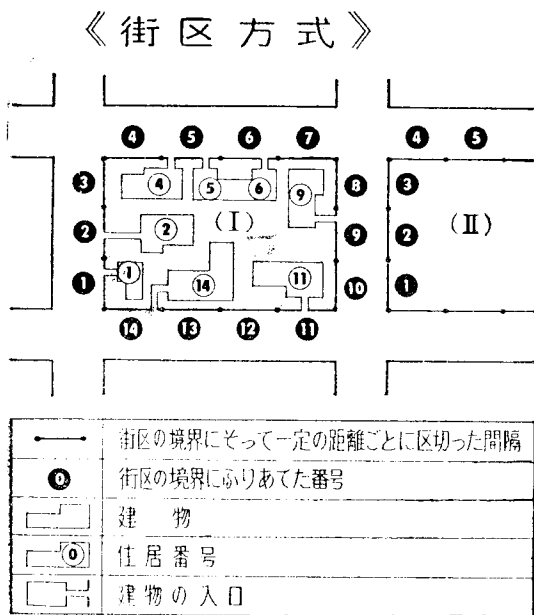 《街区方式》
4 5 6 7 4 5
3 4 5 6 9 8 3
2 2 (Ⅰ) 9 2 (Ⅱ)
1 1 14 11 10 1
14 13 12 11
街区の境界にそって一定の距離ごとに区切った間隔
0 街区の境界にふりあてた番号
建物
0 住居番号
建物の入口